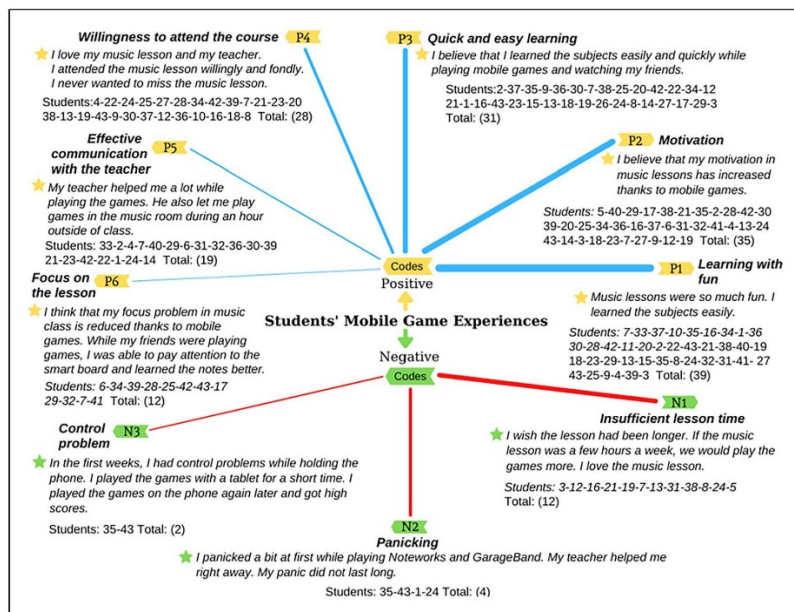 Willingness to attend the course P4
I love my music lesson and my teacher.
I attended the music lesson willingly and fondly.
I never wanted to miss the music lesson.
Students:4-22-24-25-27-28-34-42-39-7-21-23-20
38-13-19-43-9-30-37-12-36-10-16-18-8 Total: (28)
P3 Quick and easy learning
I believe that I learned the subjects easily and quickly while
playing mobile games and watching my friends.
Students:2-37-35-9-36-30-7-38-25-20-42-22-34-12
21-1-16-43-23-15-13-18-19-26-24-8-14-27-17-29-3
Total: (31)
Effective
communication
with the teacher
P5
My teacher helped me a lot while
playing the games. He also let me play
games in the music room during an hour
outside of class.
Students: 33-2-4-7-40-29-6-31-32-36-30-39
21-23-42-22-1-24-14 Total: (19)
P2 Motivation
I believe that my motivation in
music lessons has increased
thanks to mobile games.
Students: 5-40-29-17-38-21-35-2-28-42-30
39-20-25-34-36-16-37-6-31-32-41-4-13-24
43-14-3-18-23-7-27-9-12-19 Total: (35)
Focus on
the lesson
P6
I think that my focus problem in music
class is reduced thanks to mobile
games. While my friends were playing
games, I was able to pay attention to the
smart board and learned the notes better.
Students: 6-34-39-28-25-42-43-17
29-32-7-41 Total: (12)
Codes
Positive
P1 Learning with
fun
Music lessons were so much fun. I
learned the subjects easily.
Students: 7-33-37-10-35-16-34-1-36
30-28-42-11-20-2-22-43-21-38-40-19
18-23-29-13-15-35-8-24-32-31-41- 27
43-25-9-4-39-3 Total: (39)
Students' Mobile Game Experiences
Negative
Codes
N3
Control
problem
In the first weeks, I had control problems while holding the
phone. I played the games with a tablet for a short time. I
played the games on the phone again later and got high
scores.
Students: 35-43 Total: (2)
N1
Insufficient lesson time
I wish the lesson had been longer. If the music
lesson was a few hours a week, we would play the
games more. I love the music lesson.
Students: 3-12-16-21-19-7-13-31-38-8-24-5
Total: (12)
N2
Panicking
I panicked a bit at first while playing Noteworks and GarageBand. My teacher helped me
right away. My panic did not last long.
Students: 35-43-1-24 Total: (4)